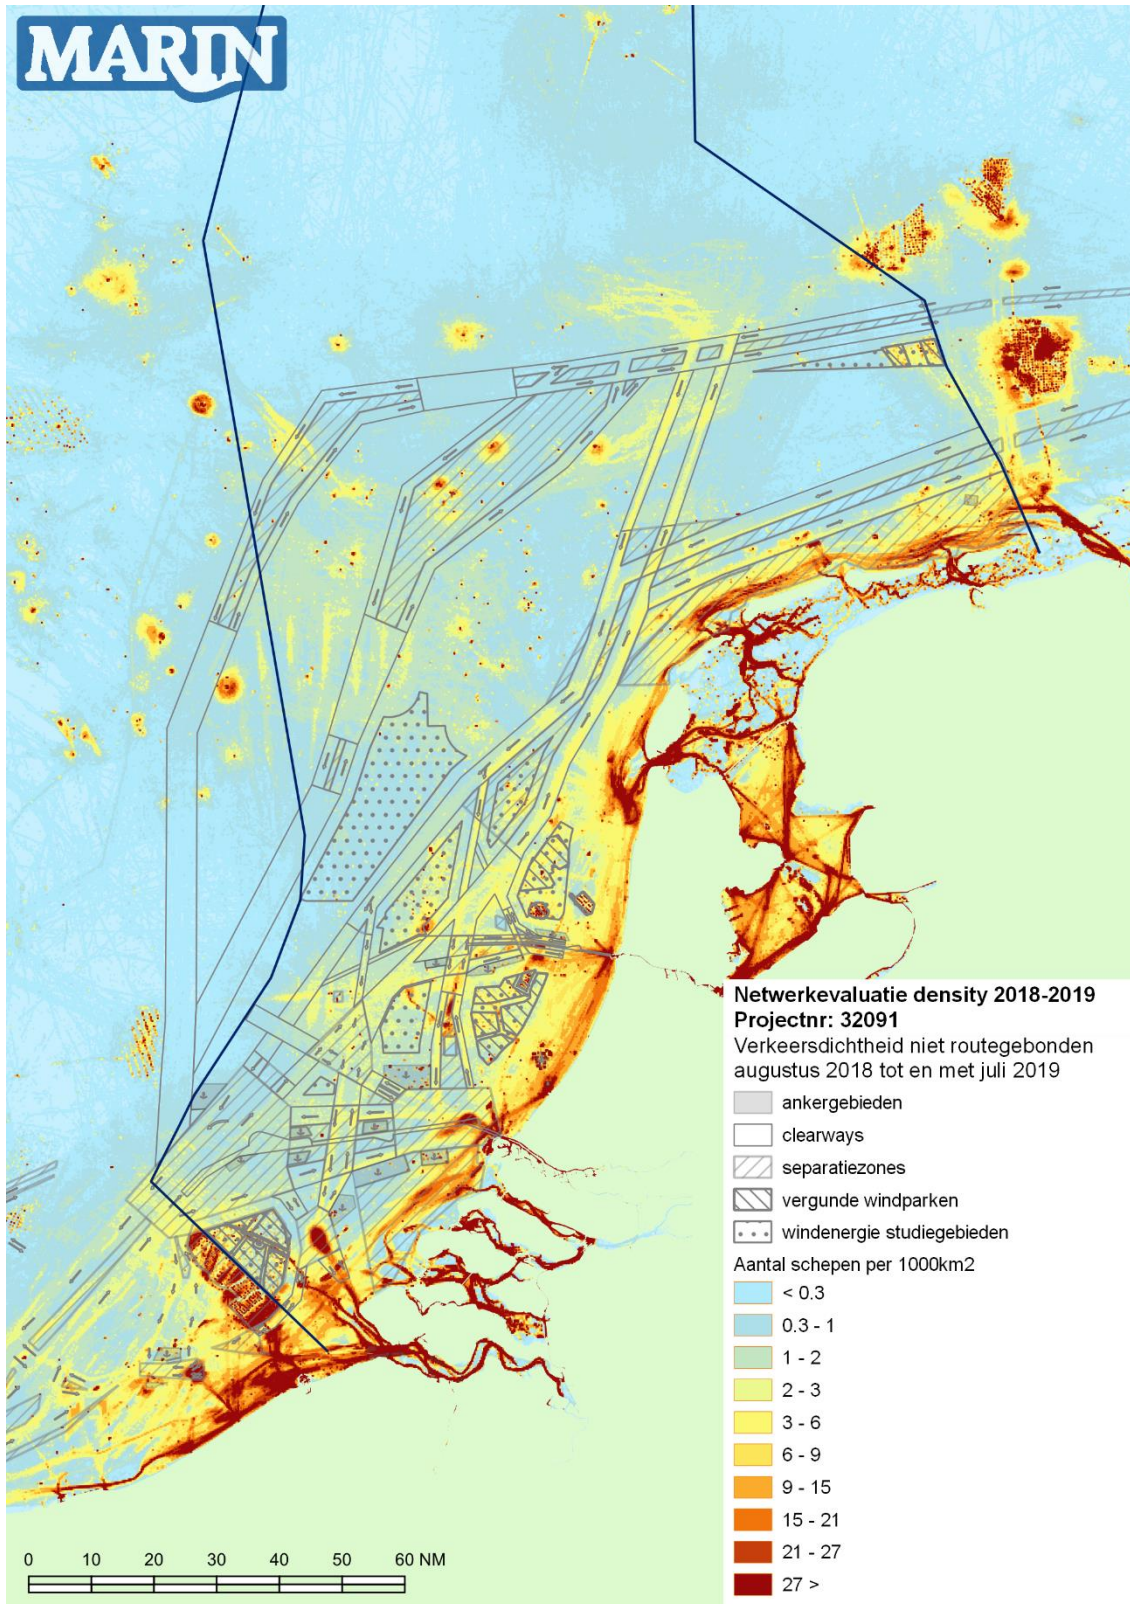 MARIN
Netwerkevaluatie density 2018-2019
Projectnr: 32091
Verkeersdichtheid niet routegebonden
augustus 2018 tot en met juli 2019
ankergebieden
clearways
separatiezones
vergunde windparken
windenergie studiegebieden
Aantal schepen per 1000km2
< 0.3
0.3 - 1
1 - 2
2 - 3
3 - 6
6 - 9
9 - 15
15 - 21
21 - 27
27 >
0 10 20 30 40 50 60 NM